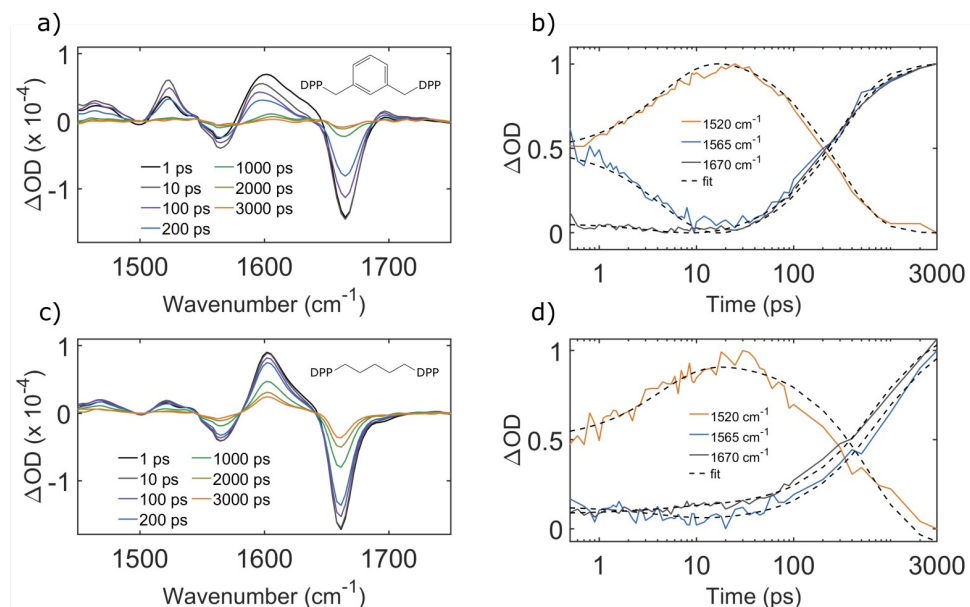 a)
ΔOD (x 10-4)
1
0
-1
DPP DPP
1 ps 1000 ps
10 ps 2000 ps
100 ps 3000 ps
200 ps
1500 1600 1700
Wavenumber (cm-1)
b)
ΔOD
1
0.5
0
1520 cm-1
1565 cm-1
1670 cm-1
fit
1 10 100 3000
Time (ps)
c)
ΔOD (x 10-4)
1
0
-1
DPP DPP
1 ps 1000 ps
10 ps 2000 ps
100 ps 3000 ps
200 ps
1500 1600 1700
Wavenumber (cm-1)
d)
ΔOD
1
0.5
0
1520 cm-1
1565 cm-1
1670 cm-1
fit
1 10 100 3000
Time (ps)